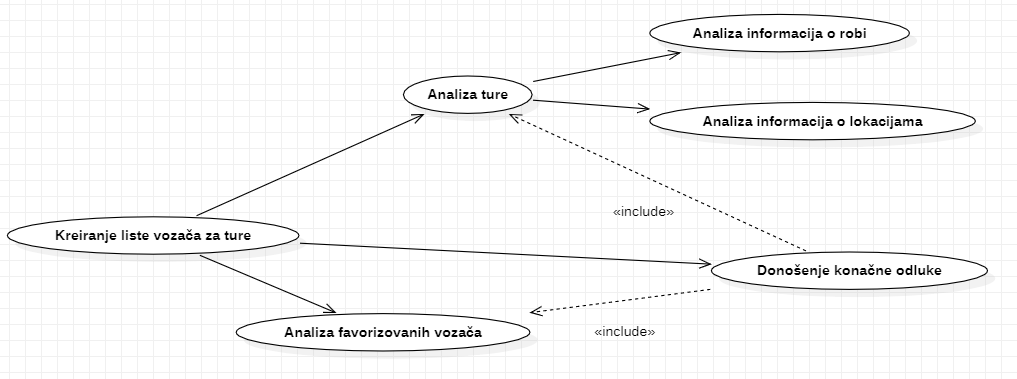 Analiza informacija o robi
Analiza ture
Analiza informacija o lokacijama
«include»
Kreiranje liste vozača za ture
Donošenje konačne odluke
Analiza favorizovanih vozača
«include»